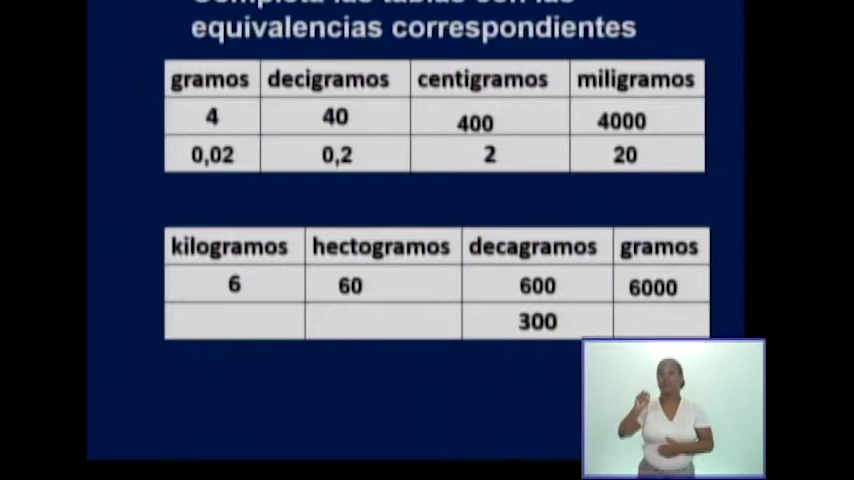 equivalencias correspondientes
gramos decigramos centigramos miligramos
4 40 400 4000
0,02 0,2 2 20
kilogramos hectogramos decagramos gramos
6 60 600 6000
300